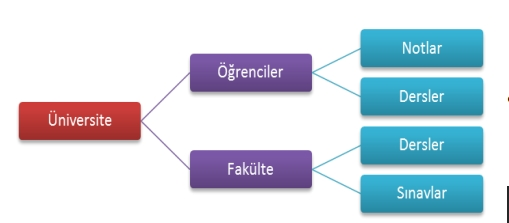 Üniversite
Öğrenciler
Notlar
Dersler
Fakülte
Dersler
Sınavlar